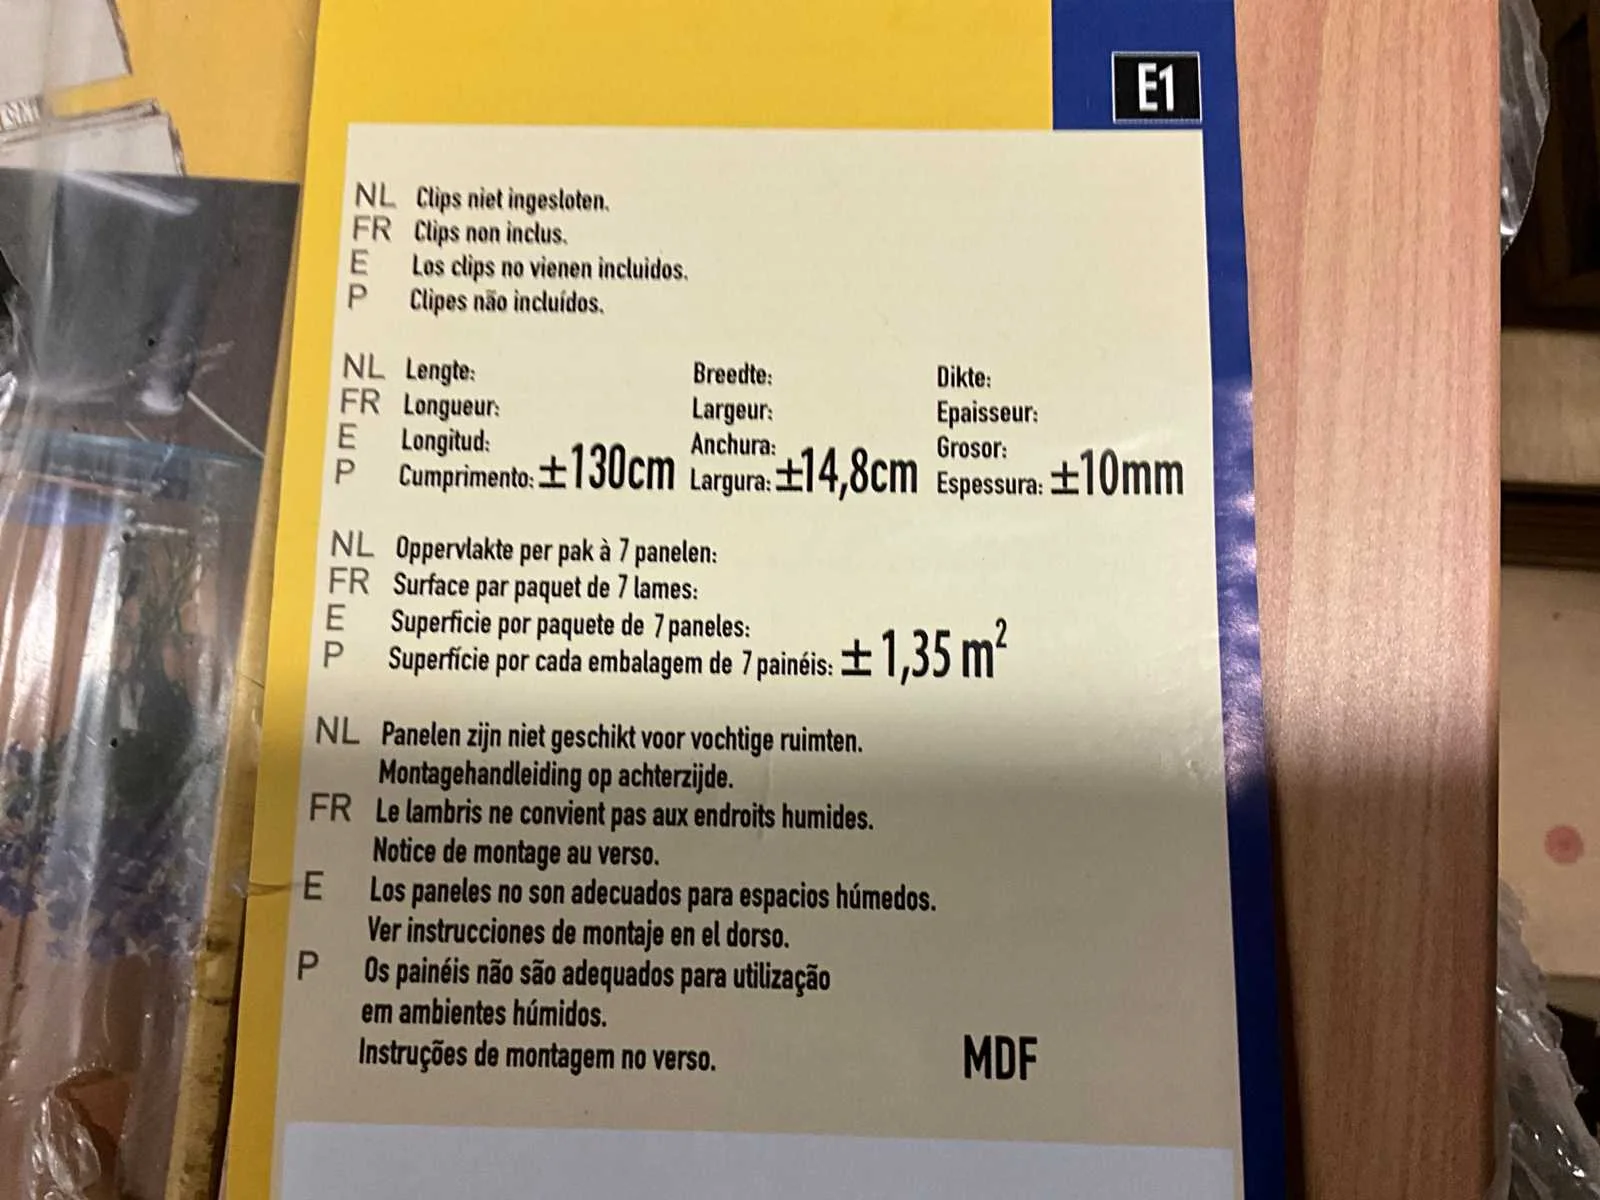 E1
NL Clips niet ingesloten.
FR Clips non inclus.
E Los clips no vienen incluidos.
P Clipes não incluídos.
NL Lengte: Breedte: Dikte:
FR Longueur: Largeur: Epaisseur:
E Longitud: Anchura: Grosor:
P Cumprimento: ±130cm Largura: ±14,8cm Espessura: ±10mm
NL Oppervlakte per pak à 7 panelen:
FR Surface par paquet de 7 lames:
E Superficie por paquete de 7 paneles:
P Superfície por cada embalagem de 7 painéis: ± 1,35 m²
NL Panelen zijn niet geschikt voor vochtige ruimten.
Montagehandleiding op achterzijde.
FR Le lambris ne convient pas aux endroits humides.
Notice de montage au verso.
E Los paneles no son adecuados para espacios húmedos.
Ver instrucciones de montaje en el dorso.
P Os painéis não são adequados para utilização
em ambientes húmidos.
Instruções de montagem no verso.
MDF